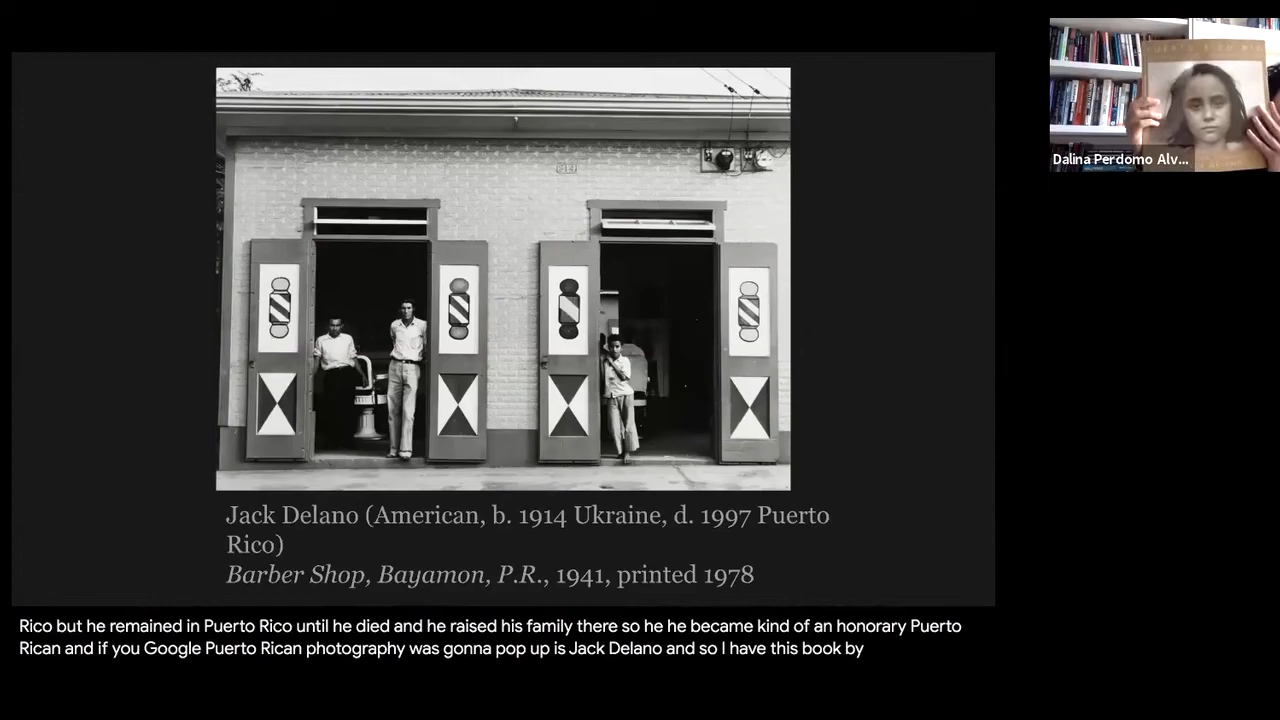 Dalina Perdomo Alv...
Jack Delano (American, b. 1914 Ukraine, d. 1997 Puerto
Rico)
Barber Shop, Bayamon, P.R., 1941, printed 1978
Rico but he remained in Puerto Rico until he died and he raised his family there so he he became kind of an honorary Puerto
Rican and if you Google Puerto Rican photography was gonna pop up is Jack Delano and so I have this book by